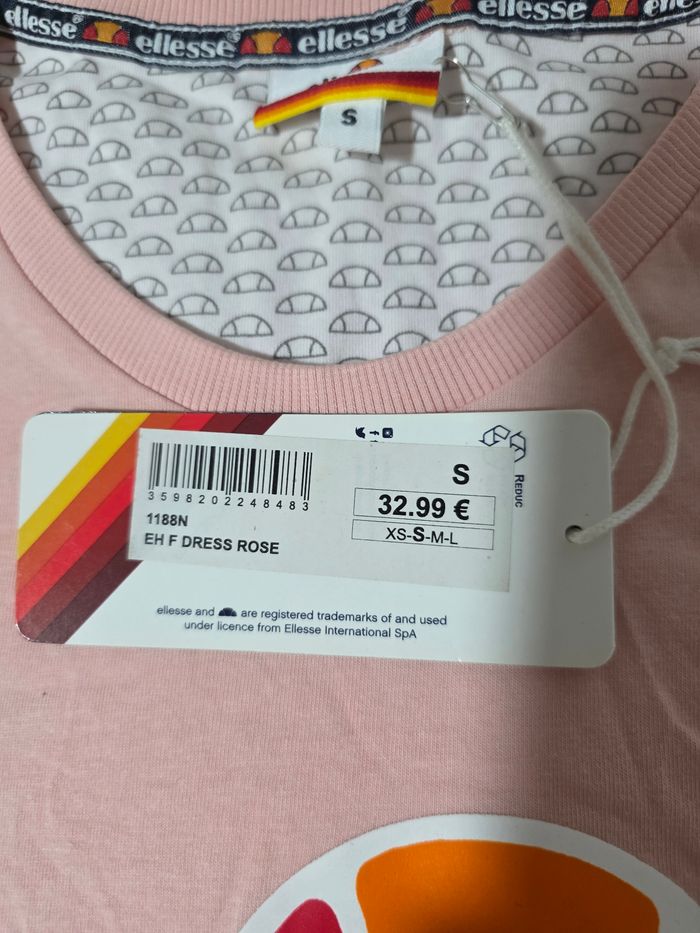 ellesse ellesse® ellesse® ellesse ellesse
S
REDUC
S
3598202248483
32.99 €
1188N
XS-S-M-L
EH F DRESS ROSE
ellesse and are registered trademarks of and used
under licence from Ellesse International SpA